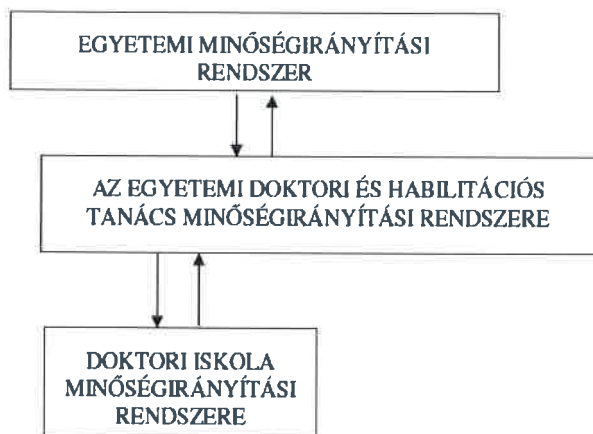 EGYETEMI MINŐSÉGIRÁNYÍTÁSI
RENDSZER
AZ EGYETEMI DOKTORI ÉS HABILITÁCIÓS
TANÁCS MINŐSÉGIRÁNYÍTÁSI RENDSZERE
DOKTORI ISKOLA
MINŐSÉGIRÁNYÍTÁSI
RENDSZERE